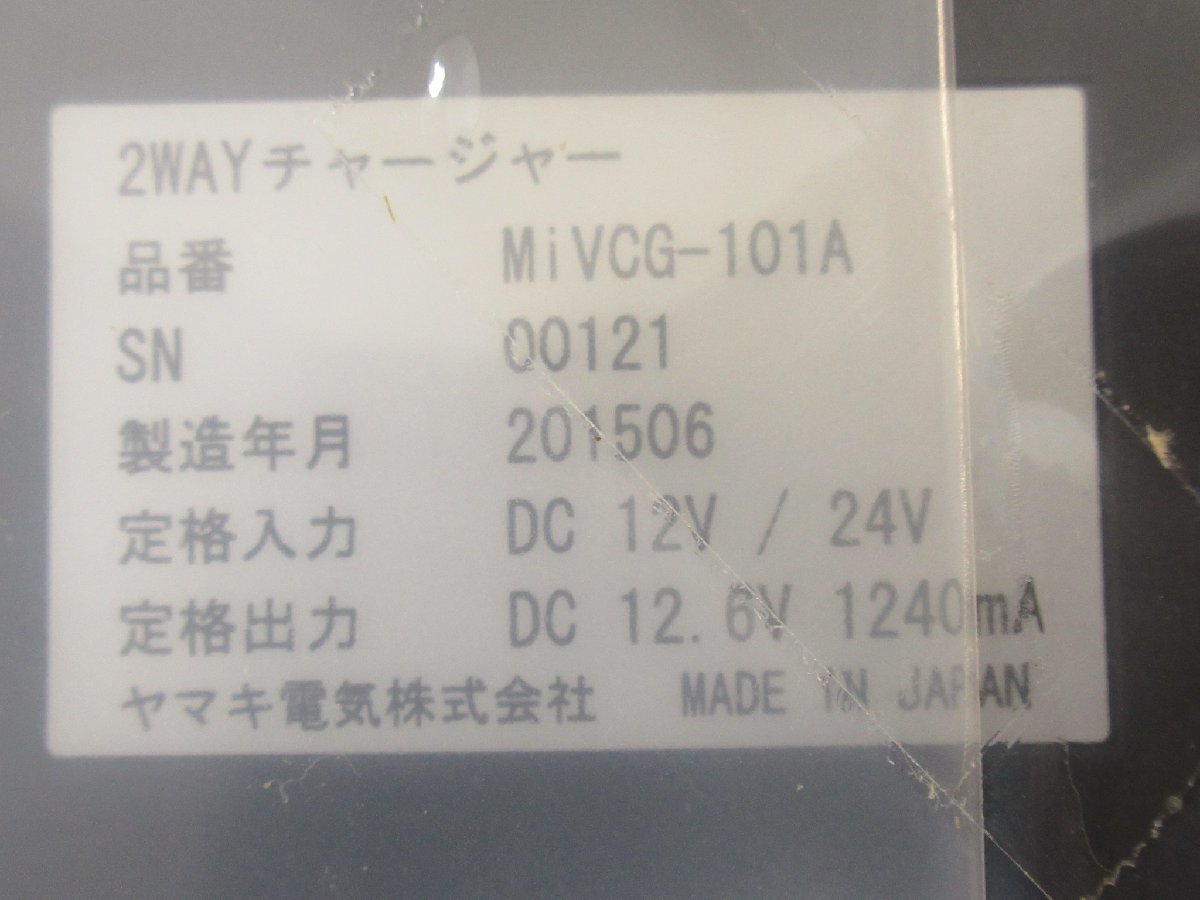 2WAYチャージャー
品番 MiVCG-101A
SN 00121
製造年月 201506
定格入力 DC 12V / 24V
定格出力 DC 12.6V 1240mA
ヤマキ電気株式会社 MADE IN JAPAN